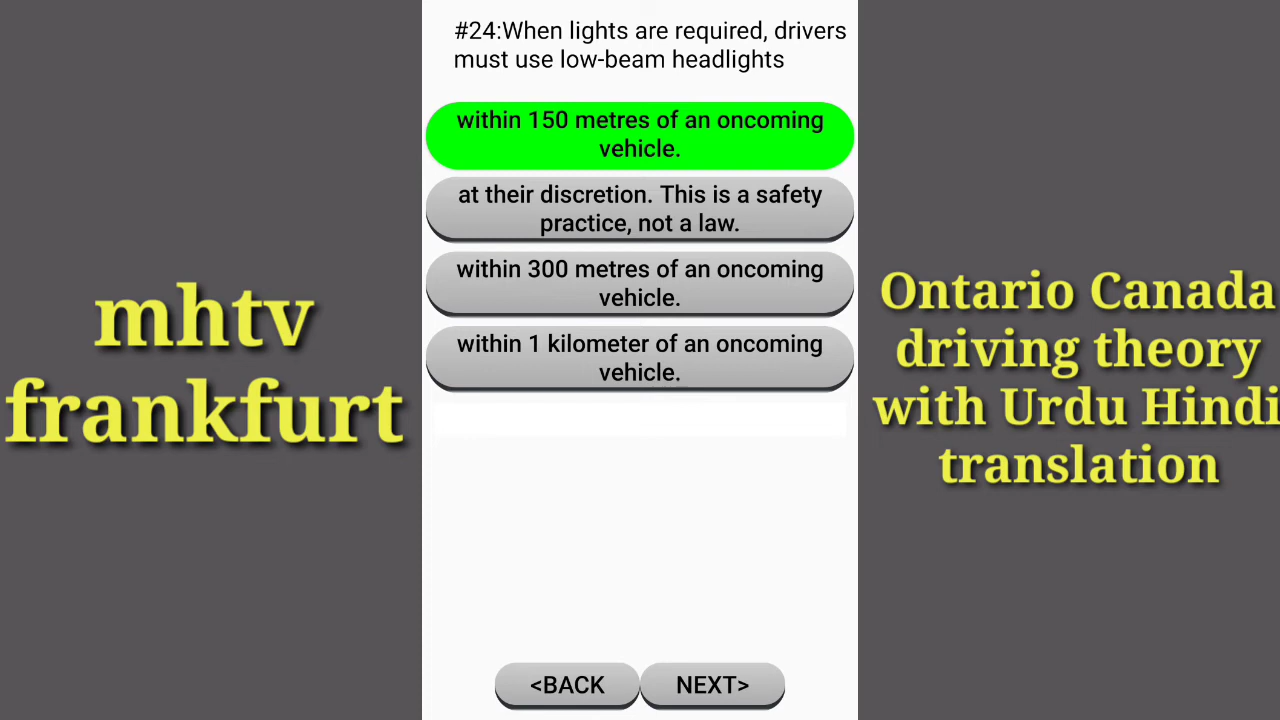 #24:When lights are required, drivers
must use low-beam headlights
within 150 metres of an oncoming
vehicle.
at their discretion. This is a safety
practice, not a law.
within 300 metres of an oncoming
vehicle.
within 1 kilometer of an oncoming
vehicle.
<BACK
NEXT>
mhtv
frankfurt
Ontario Canada
driving theory
with Urdu Hindi
translation